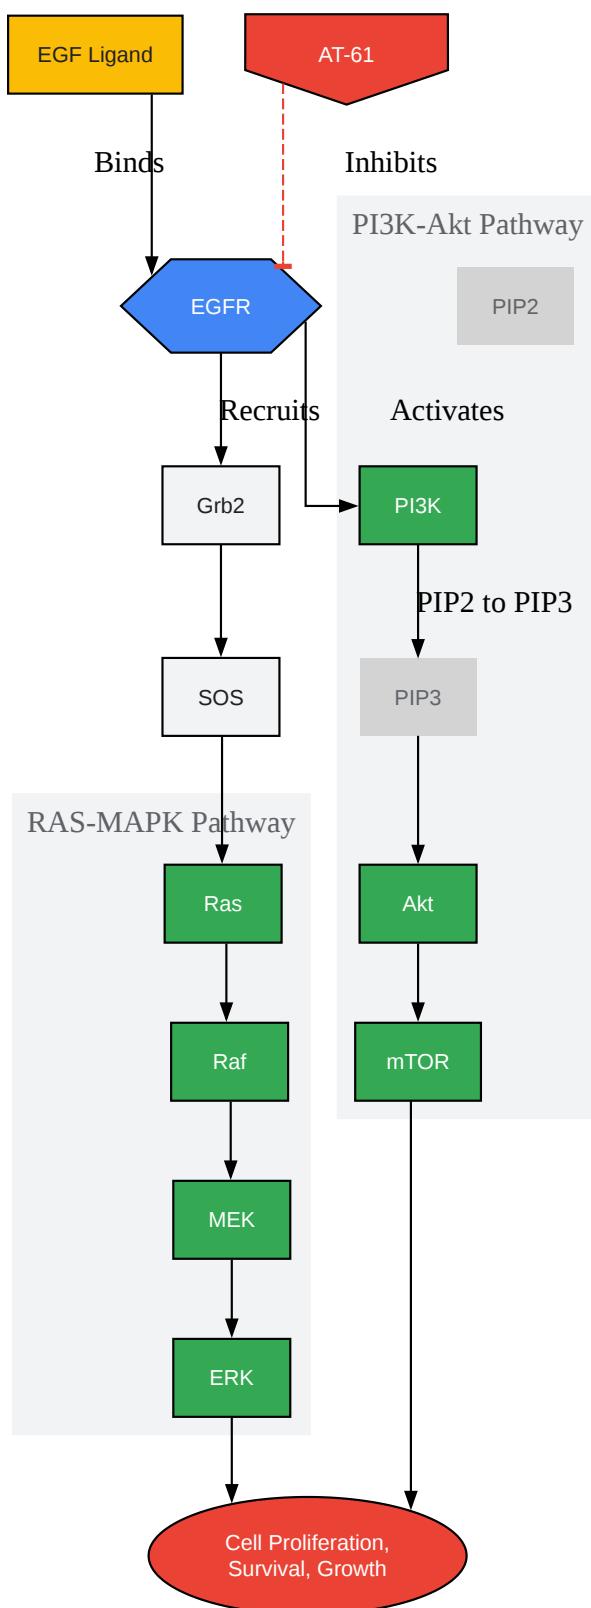 EGF Ligand
AT-61
Binds
Inhibits
PI3K-Akt Pathway
PIP2
EGFR
Recruits
Activates
Grb2
PI3K
PIP2 to PIP3
SOS
PIP3
RAS-MAPK Pathway
Ras
Akt
Raf
mTOR
MEK
ERK
Cell Proliferation,
Survival, Growth